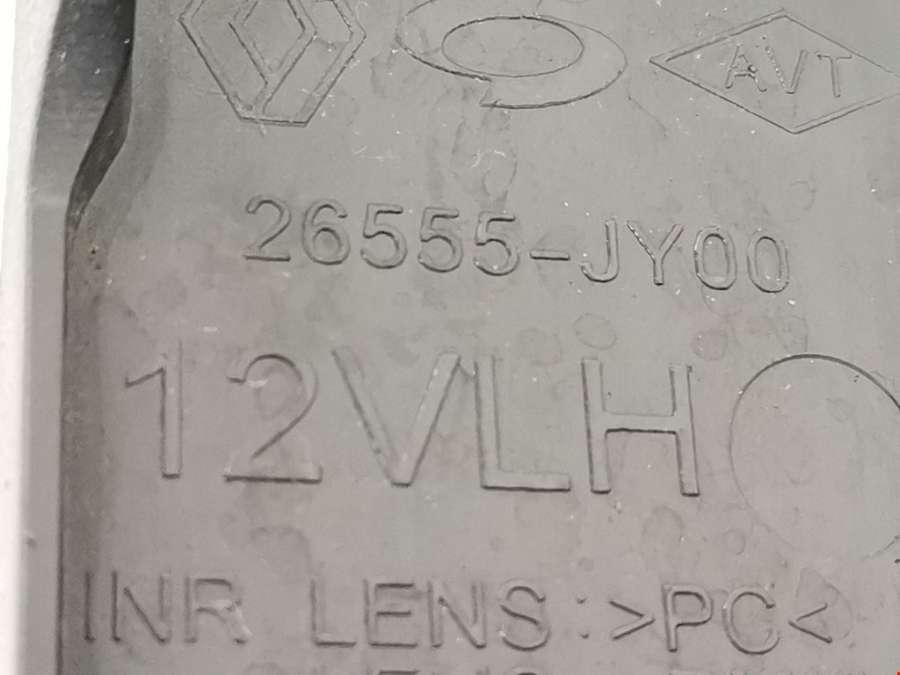 AVT
26555-JY00
12VLH
INR LENS:>PC<